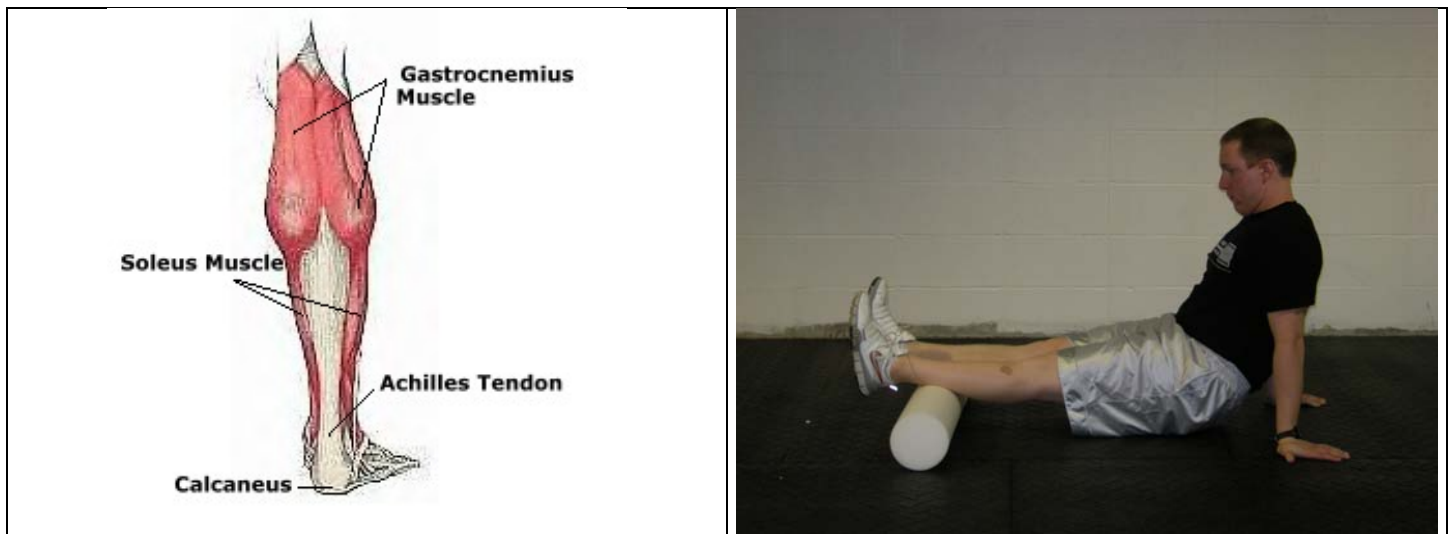 Gastrocnemius
Muscle
Soleus Muscle
Achilles Tendon
Calcaneus